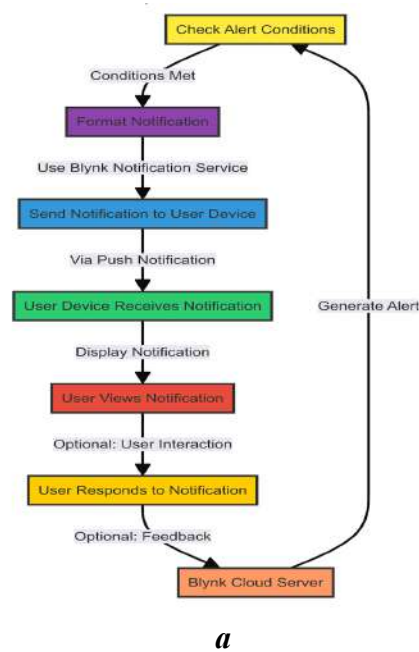 Check Alert Conditions
Conditions Met
Format Notification
Use Blynk Notification Service
Send Notification to User Device
Via Push Notification
User Device Receives Notification
Generate Alert
Display Notification
User Views Notification
Optional: User Interaction
User Responds to Notification
Optional: Feedback
Blynk Cloud Server
a